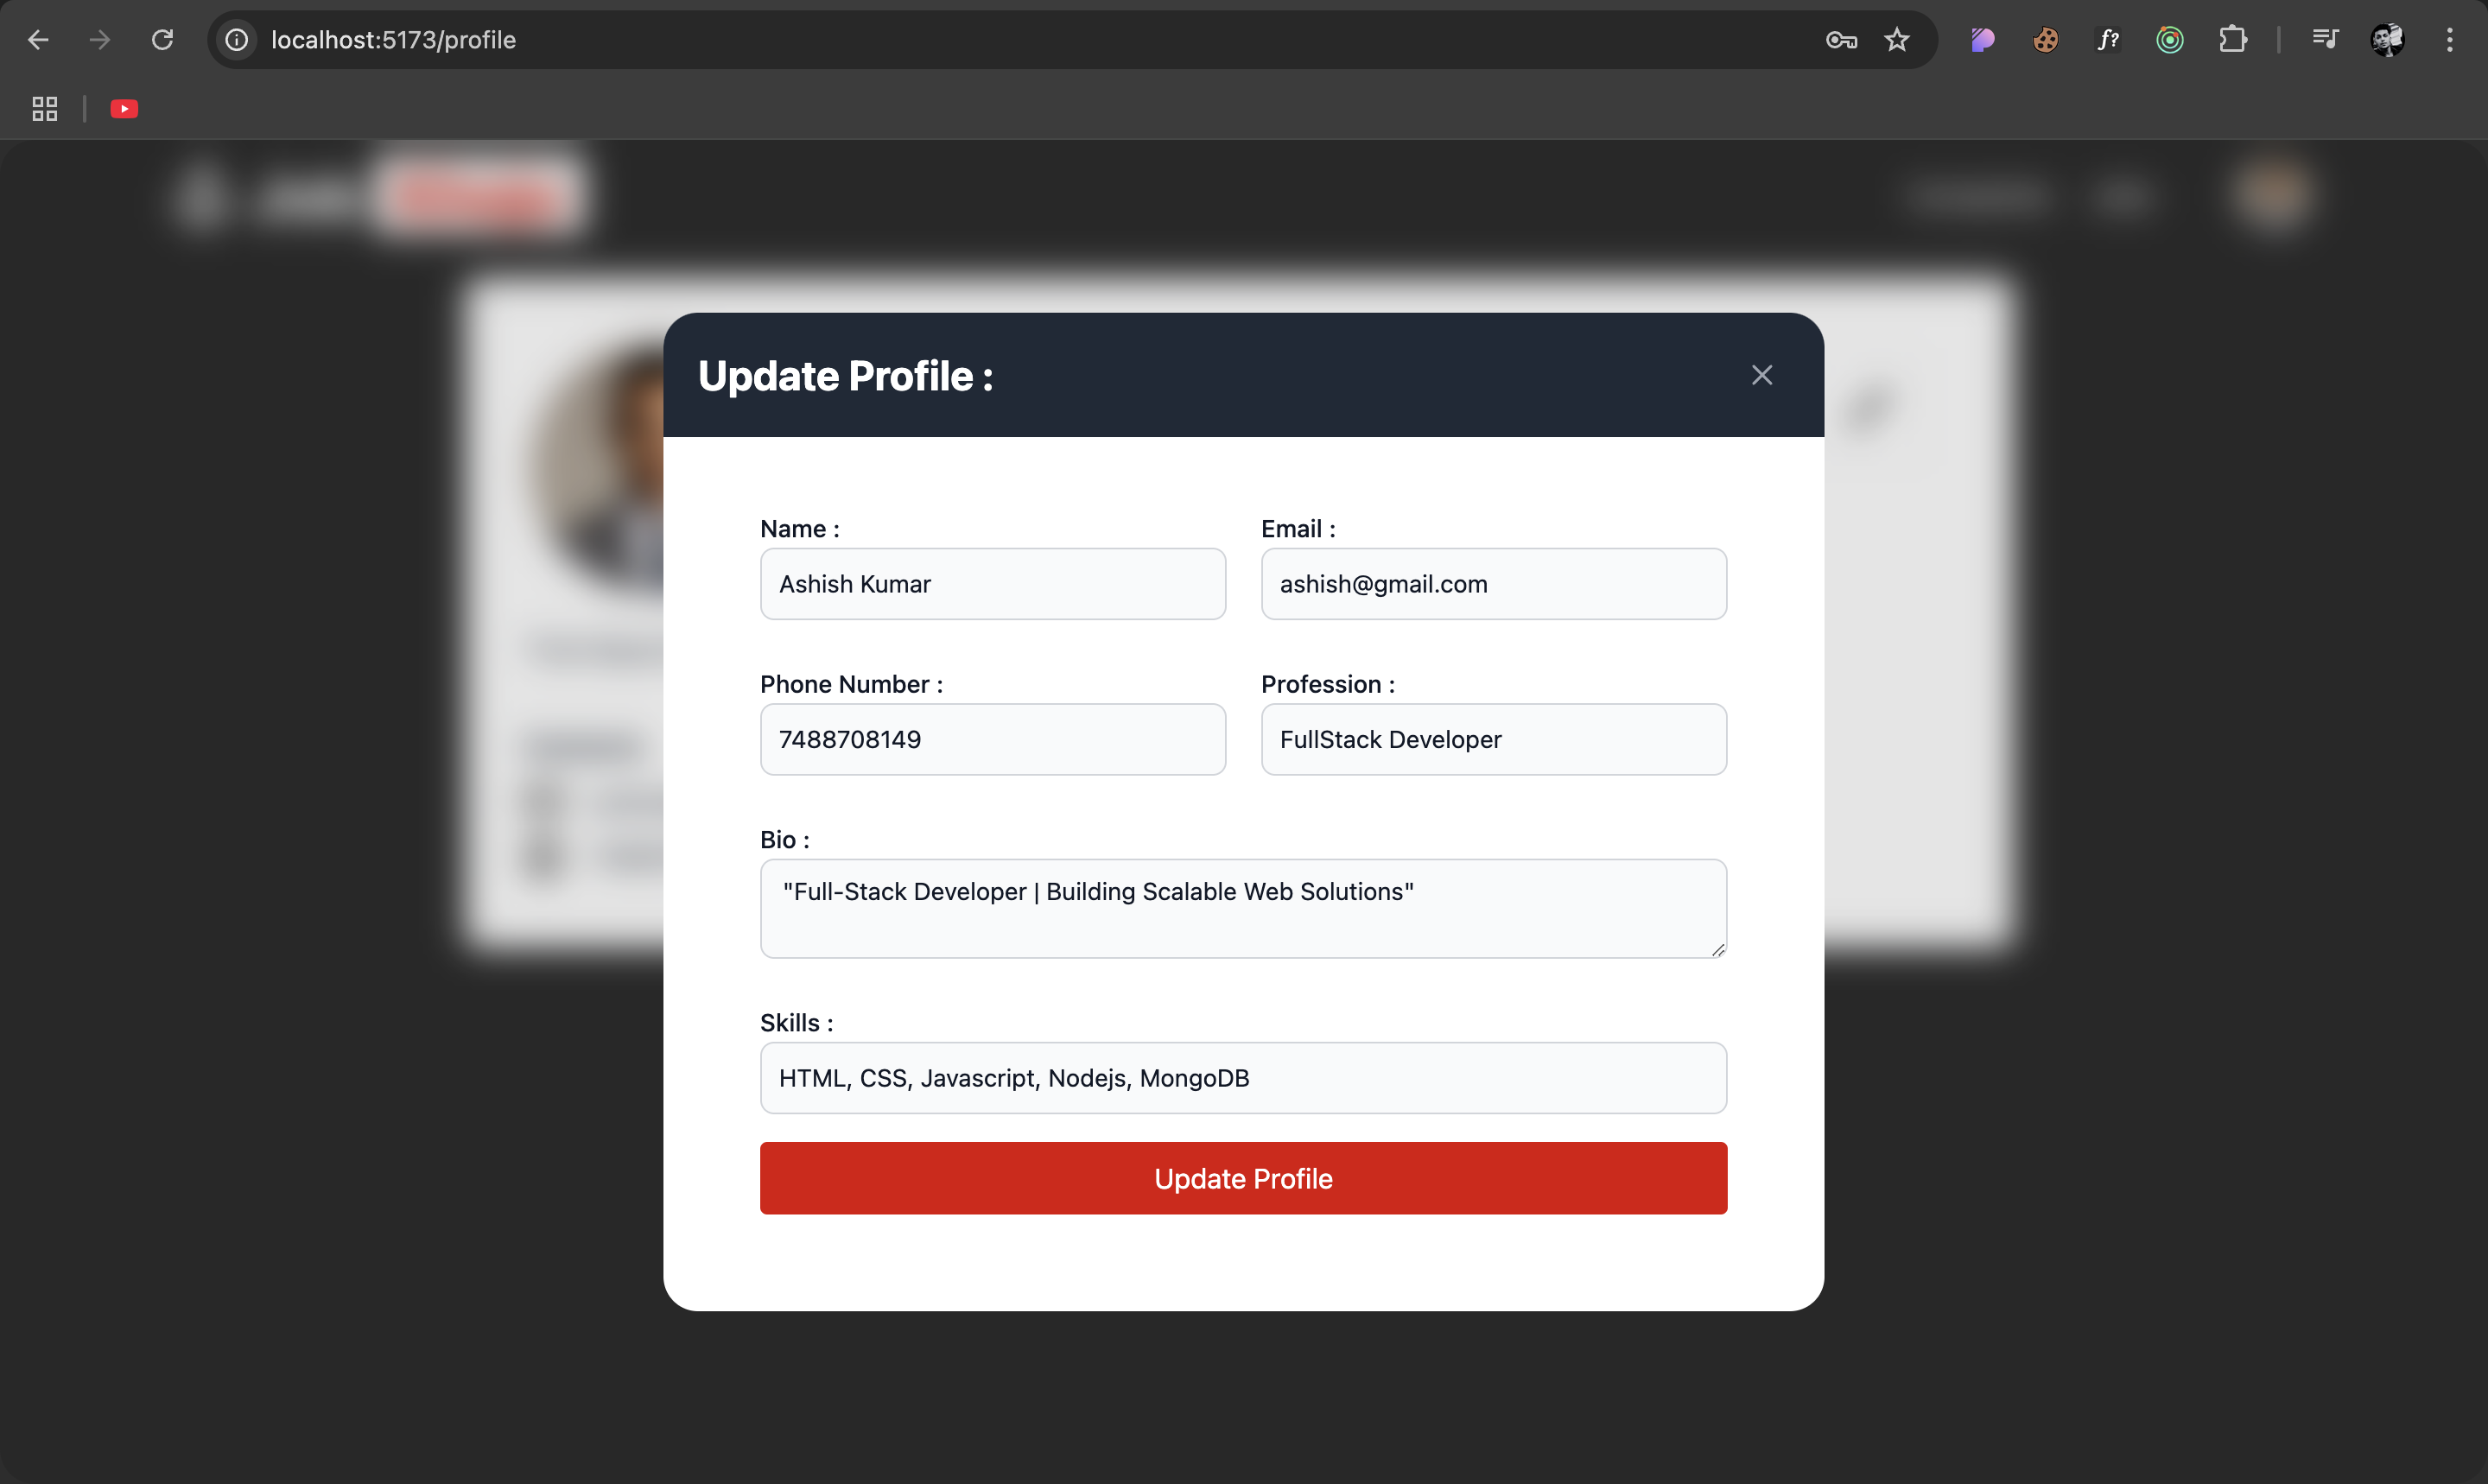 localhost:5173/profile
f?
Update Profile :
Name :
Email :
Ashish Kumar
ashish@gmail.com
Phone Number :
Profession :
7488708149
FullStack Developer
Bio :
"Full-Stack Developer | Building Scalable Web Solutions"
Skills :
HTML, CSS, Javascript, Nodejs, MongoDB
Update Profile